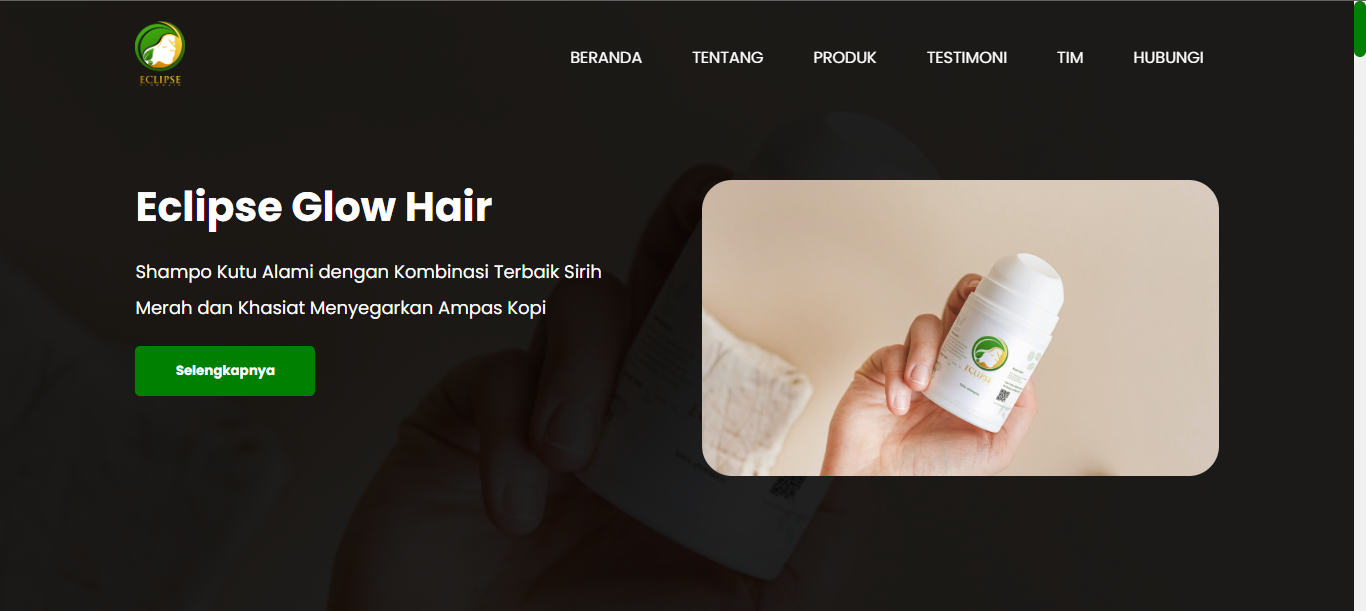 ECLIPSE
BERANDA TENTANG PRODUK TESTIMONI TIM HUBUNGI
Eclipse Glow Hair
Shampo Kutu Alami dengan Kombinasi Terbaik Sirih
Merah dan Khasiat Menyegarkan Ampas Kopi
Selengkapnya
ECLIPSE